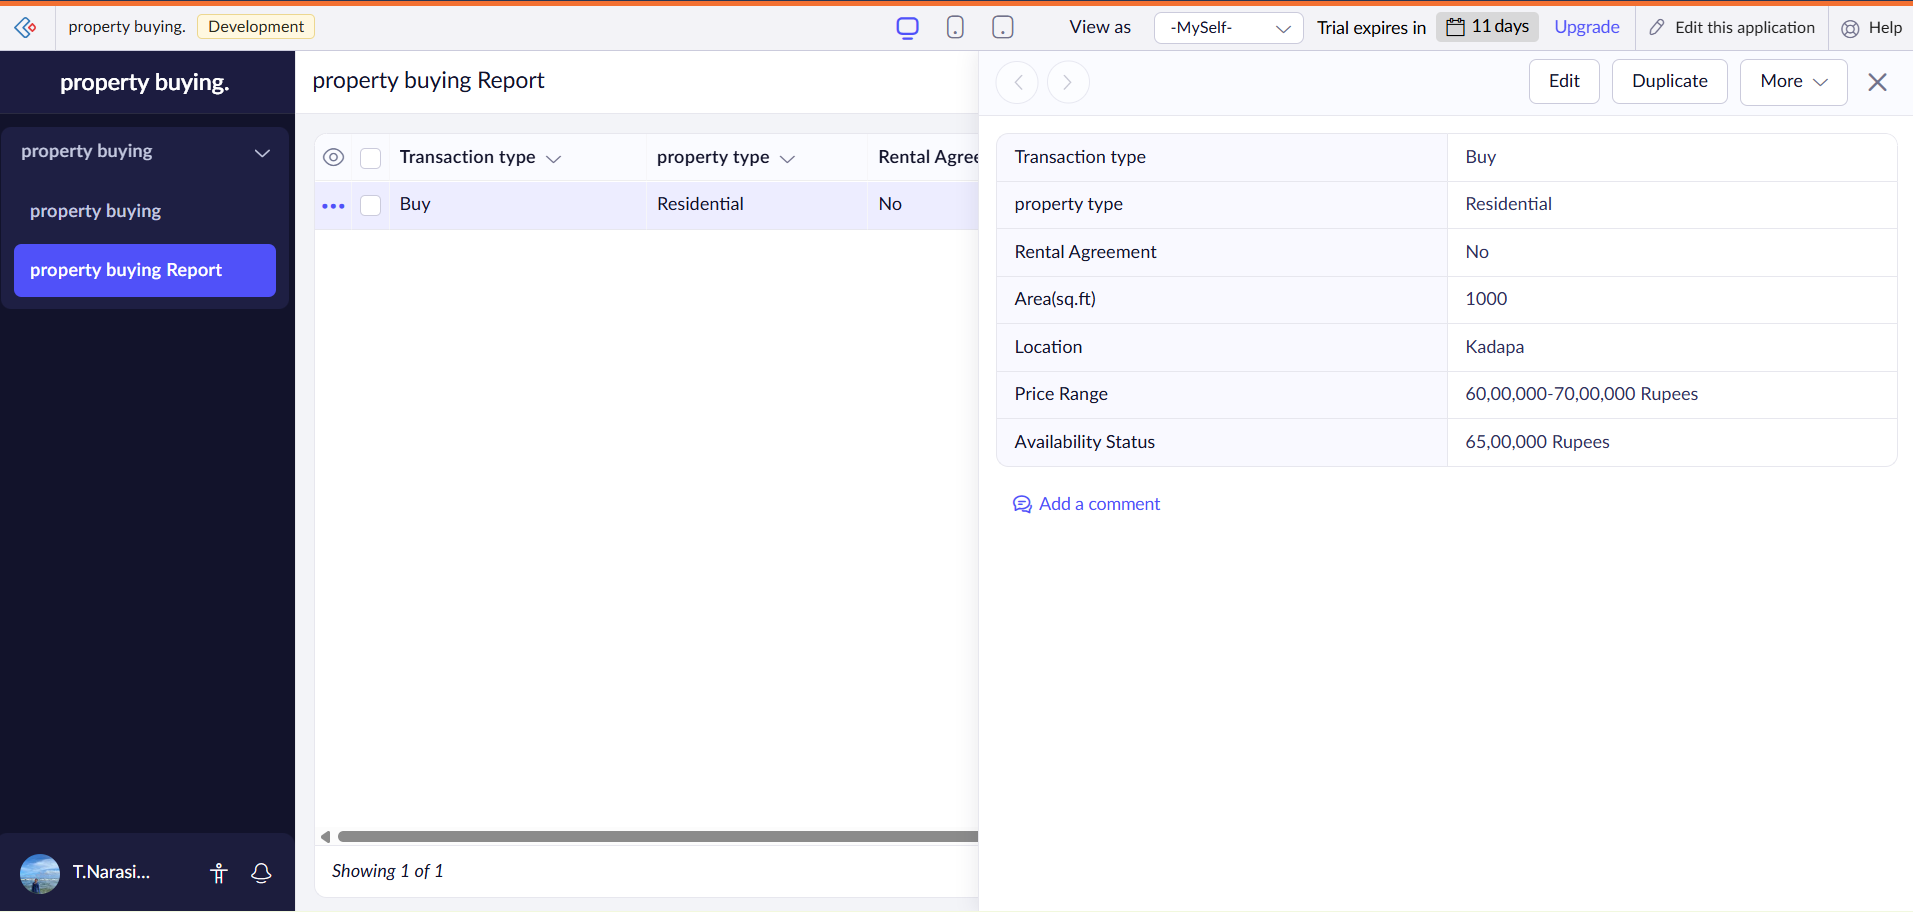 property buying. Development View as -MySelf- Trial expires in 11 days Upgrade Edit this application Help
property buying.
property buying
property buying
property buying Report
T.Narasi...
property buying Report
Transaction type property type Rental Agree
Buy Residential No
Showing 1 of 1
Edit Duplicate More
Transaction type Buy
property type Residential
Rental Agreement No
Area(sq.ft) 1000
Location Kadapa
Price Range 60,00,000-70,00,000 Rupees
Availability Status 65,00,000 Rupees
Add a comment